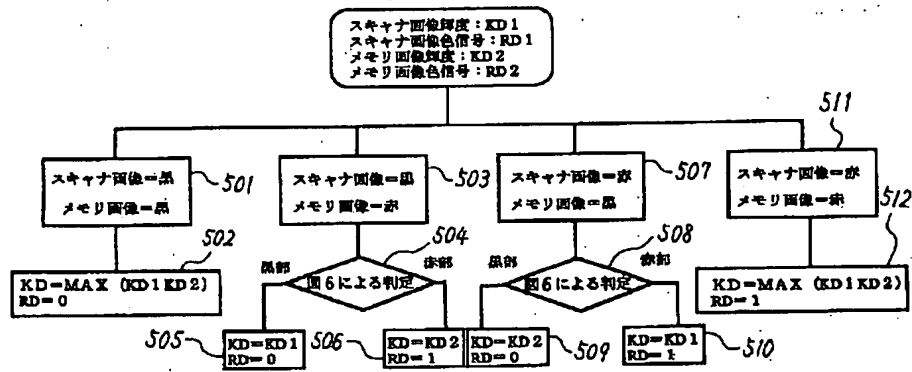 スキャナ画像輝度:KD1
スキャナ画像色信号:RD1
メモリ画像輝度:KD2
メモリ画像色信号:RD2
スキャナ画像=黒
メモリ画像=黒
501
スキャナ画像=黒
メモリ画像=赤
503
スキャナ画像=赤
メモリ画像=黒
507
511
スキャナ画像=赤
メモリ画像=赤
502
KD=MAX (KD1KD2)
RD=0
504
黒部
赤部
図6による判定
508
黒部
赤部
図6による判定
512
KD=MAX (KD1KD2)
RD=1
505
KD=KD1
RD=0
506
KD=KD2
RD=1
KD=KD2
RD=0
509
KD=KD1
RD=1
510